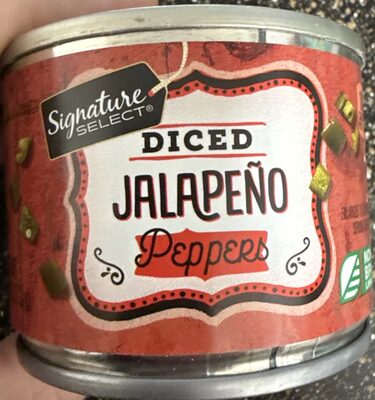 Signature
SELECT®
DICED
JALAPEÑO
Peppers